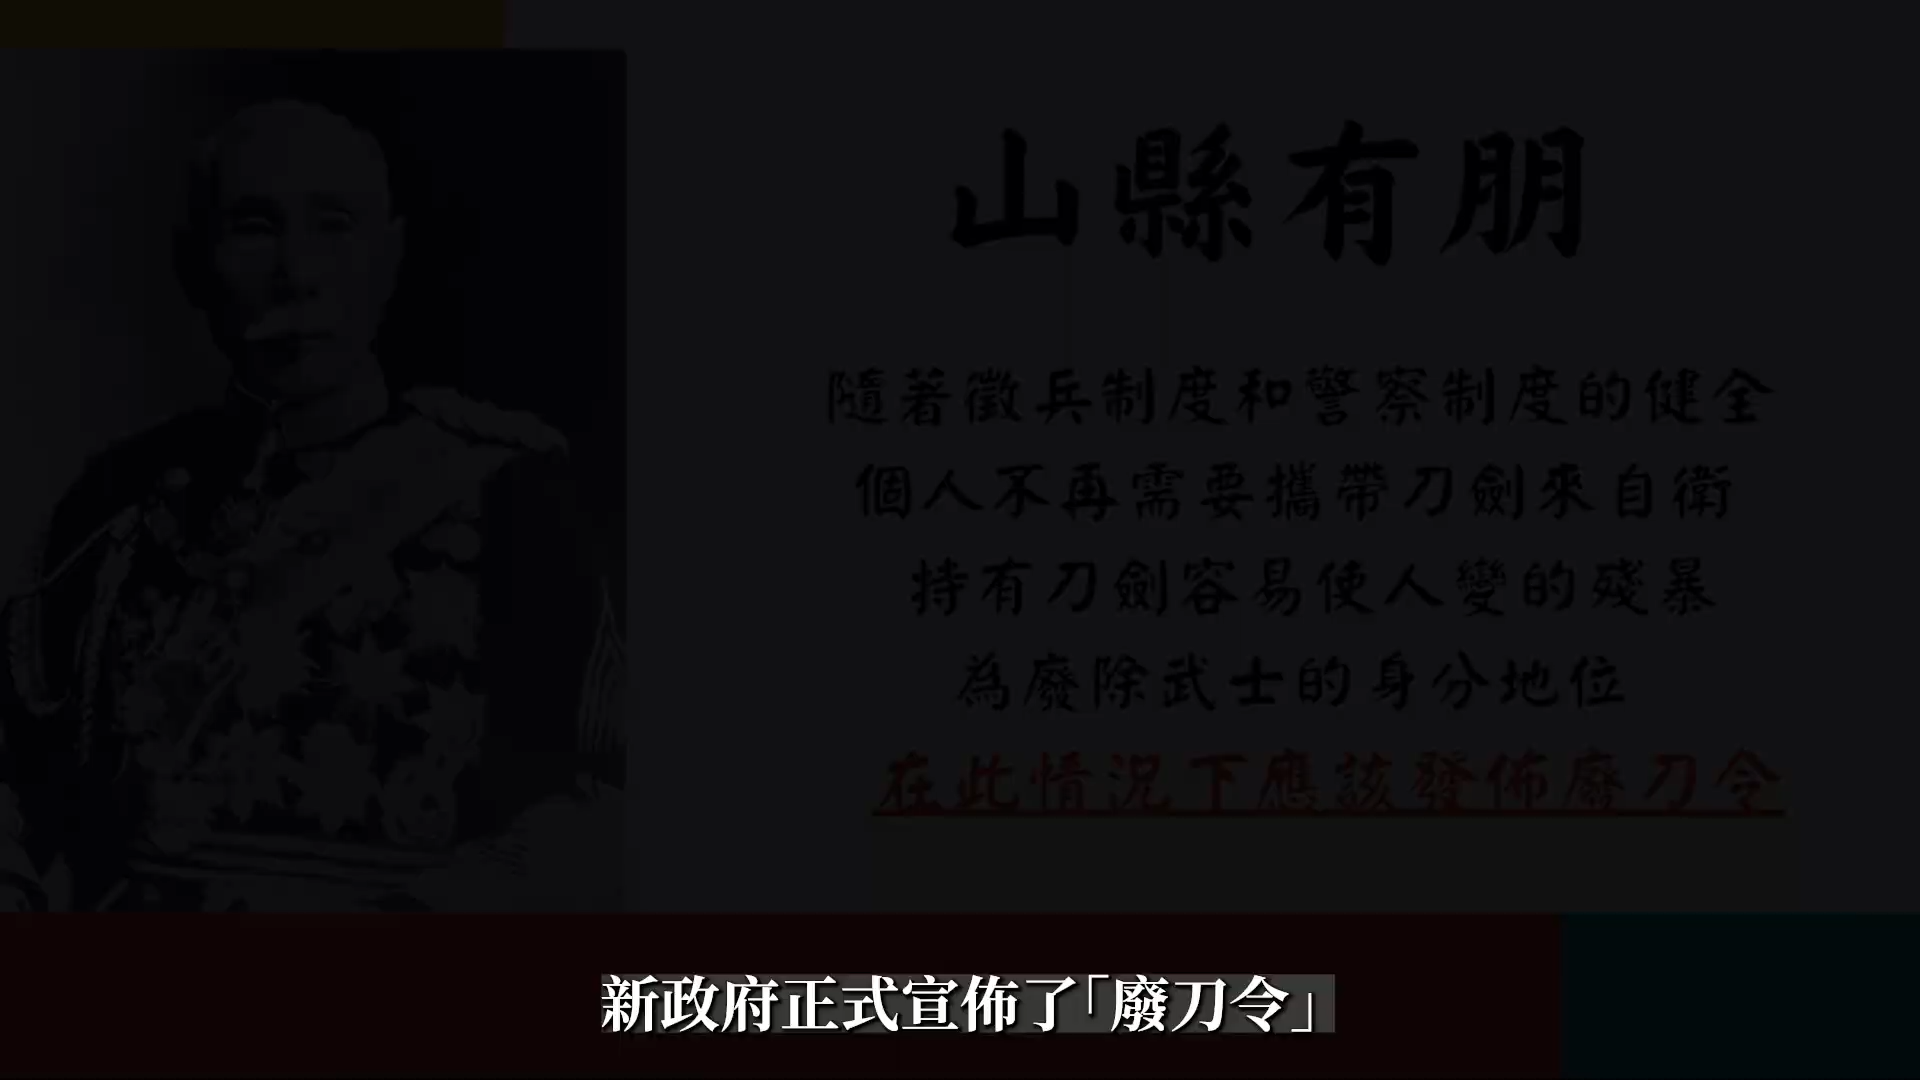 山縣有朋
隨著徵兵制度和警察制度的健全
個人不再需要攜帶刀劍來自衛
持有刀劍容易使人變的殘暴
為廢除武士的身分地位
在此情況下應該發佈廢刀令
新政府正式宣佈了「廢刀令」